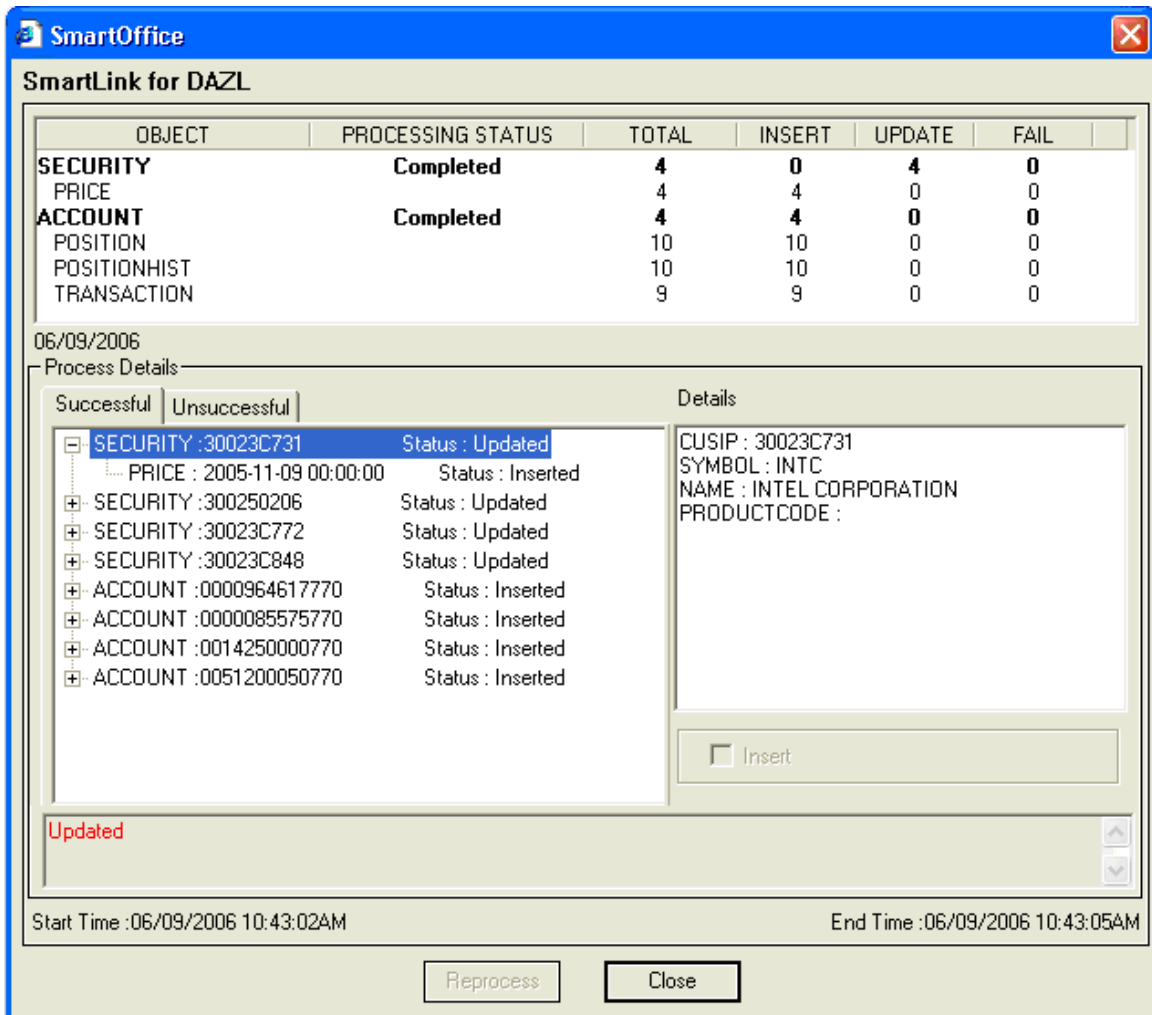 SmartOffice
SmartLink for DAZL
OBJECT PROCESSING STATUS TOTAL INSERT UPDATE FAIL
SECURITY Completed 4 0 4 0
PRICE 4 4 0 0
ACCOUNT Completed 4 4 0 0
POSITION 10 10 0 0
POSITIONHIST 10 10 0 0
TRANSACTION 9 9 0 0
06/09/2006
Process Details
Successful Unsuccessful
SECURITY :30023C731 Status : Updated
PRICE : 2005-11-09 00:00:00 Status : Inserted
SECURITY :300250206 Status : Updated
SECURITY :30023C772 Status : Updated
SECURITY :30023C848 Status : Updated
ACCOUNT :0000964617770 Status : Inserted
ACCOUNT :0000085575770 Status : Inserted
ACCOUNT :0014250000770 Status : Inserted
ACCOUNT :0051200050770 Status : Inserted
Details
CUSIP : 30023C731
SYMBOL : INTC
NAME : INTEL CORPORATION
PRODUCTCODE :
Insert
Updated
Start Time :06/09/2006 10:43:02AM End Time :06/09/2006 10:43:05AM
Reprocess Close